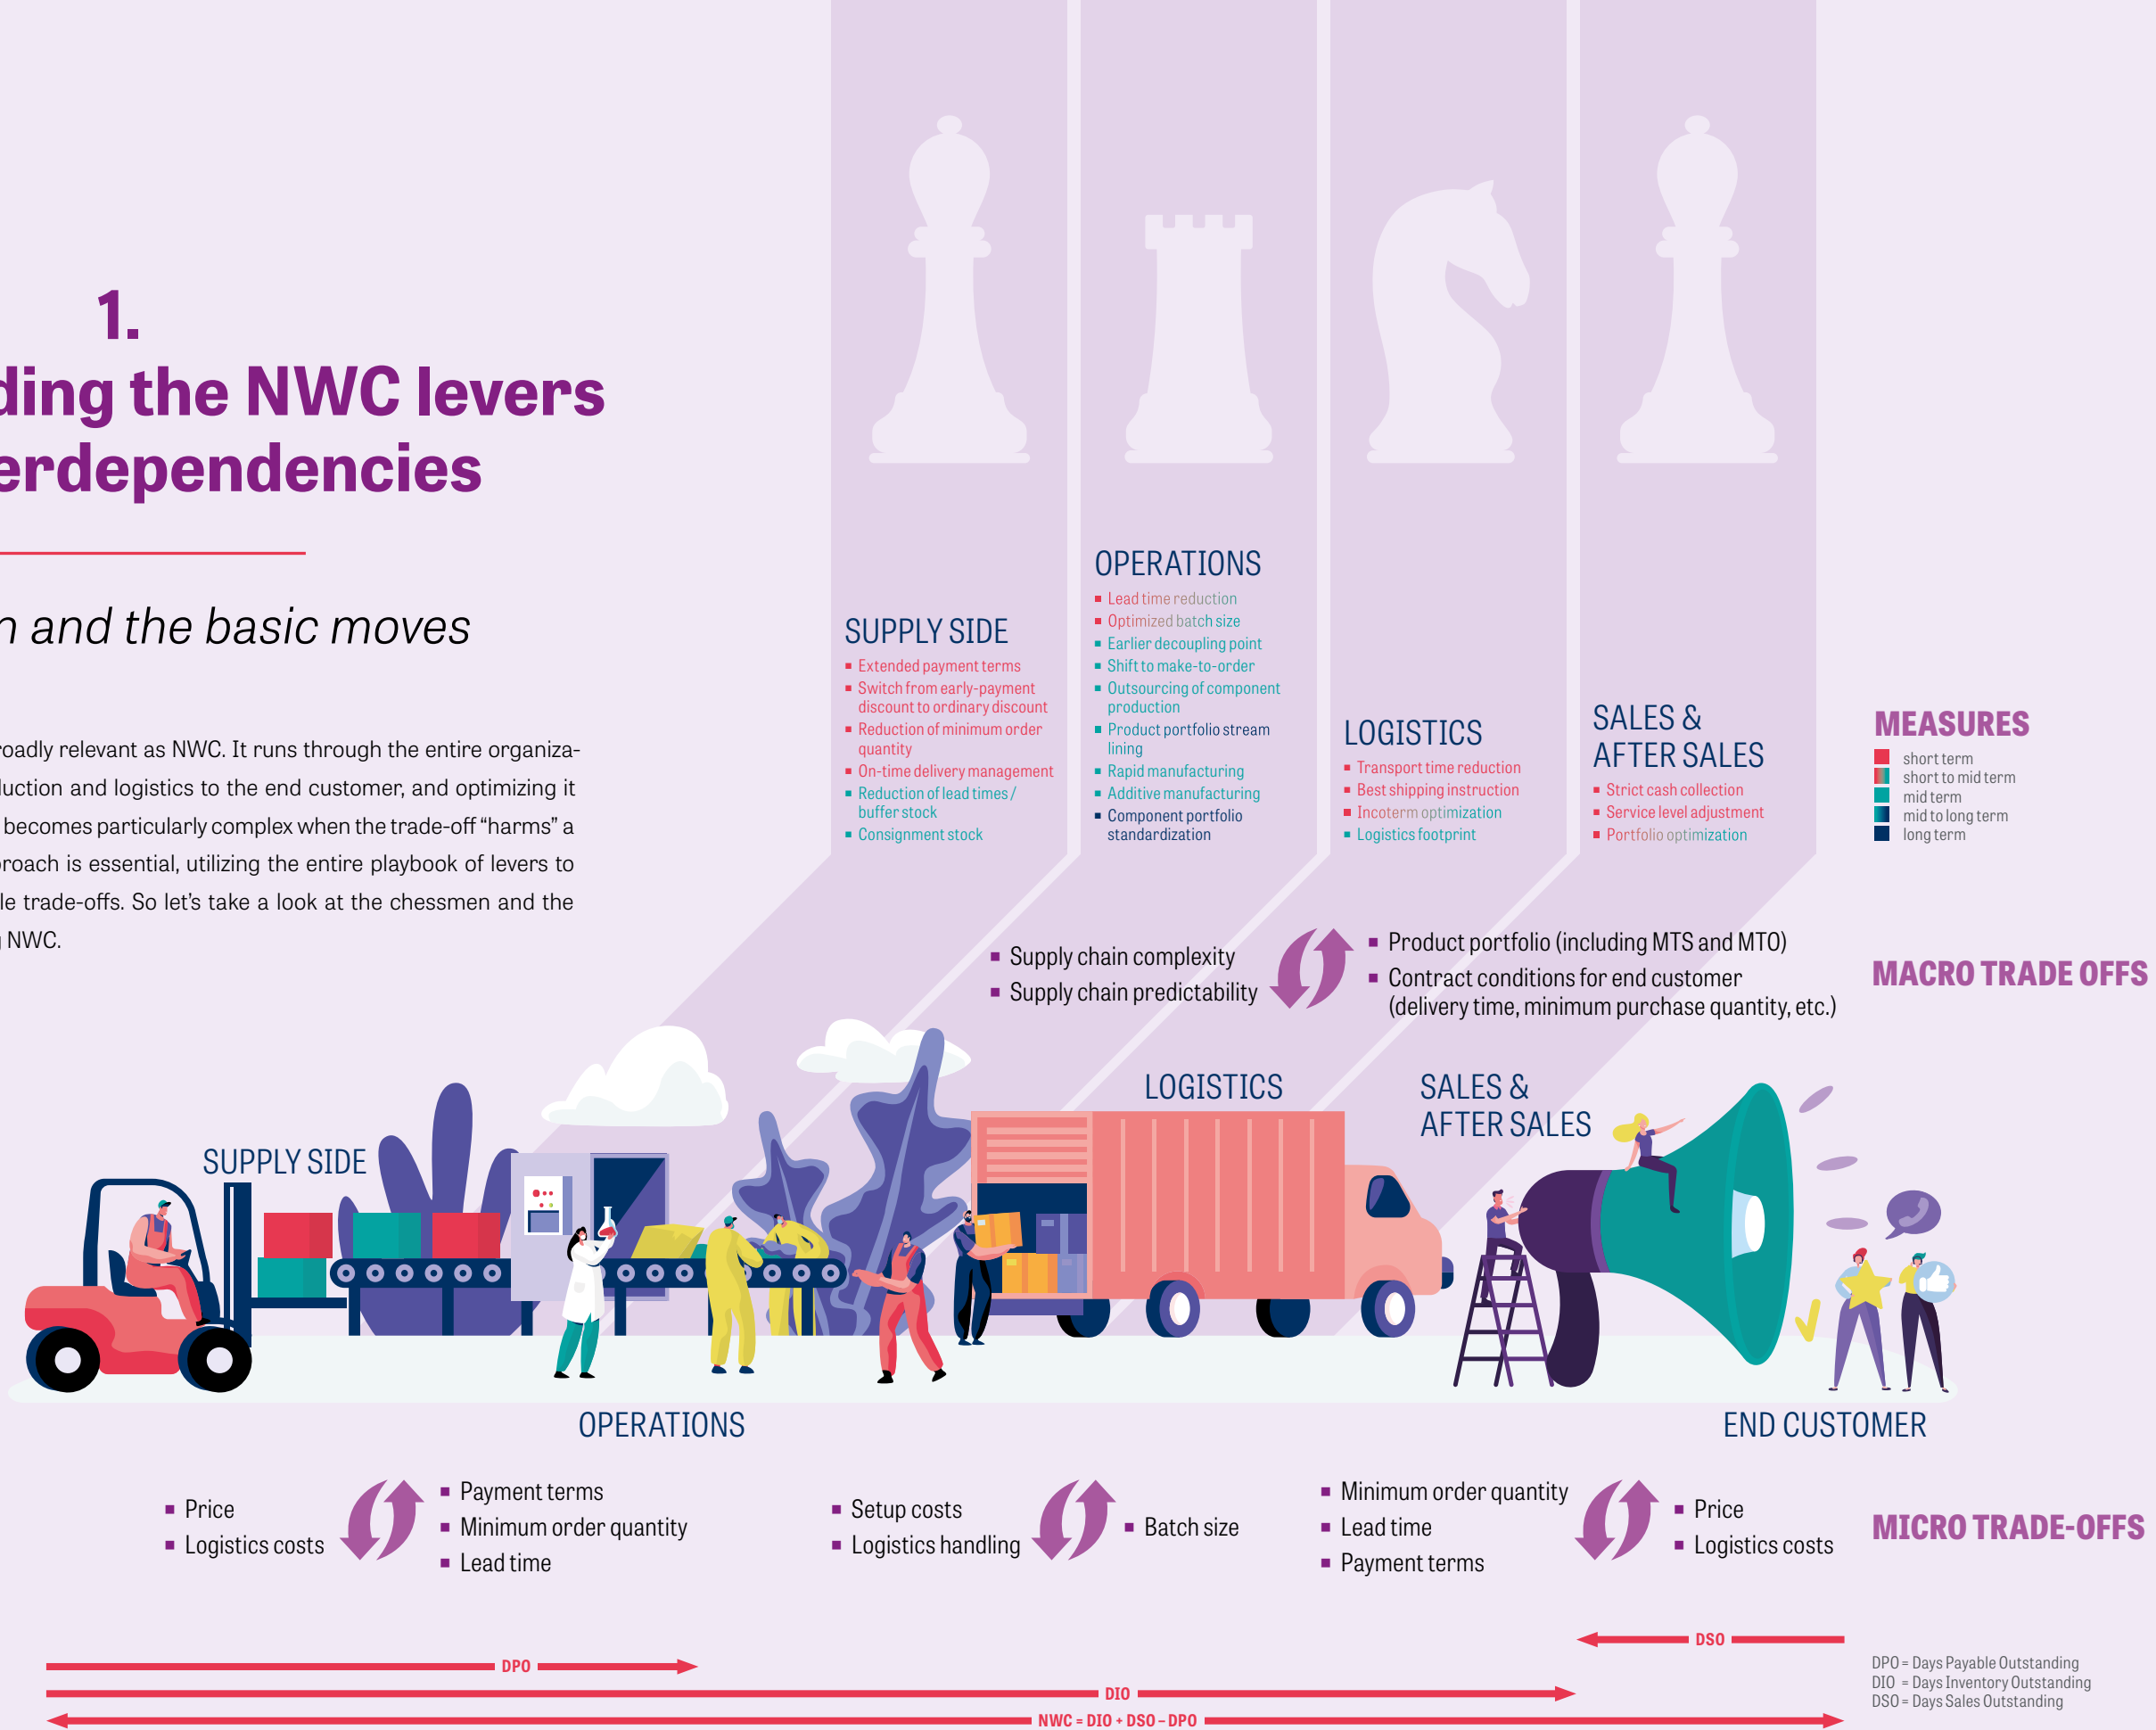 1.
ding the NWC levers
erdependencies
n and the basic moves
roadly relevant as NWC. It runs through the entire organiza-
luction and logistics to the end customer, and optimizing it
becomes particularly complex when the trade-off “harms” a
proach is essential, utilizing the entire playbook of levers to
le trade-offs. So let’s take a look at the chessmen and the
g NWC.
SUPPLY SIDE
Extended payment terms
Switch from early-payment
discount to ordinary discount
Reduction of minimum order
quantity
On-time delivery management
Reduction of lead times /
buffer stock
Consignment stock
OPERATIONS
Lead time reduction
Optimized batch size
Earlier decoupling point
Shift to make-to-order
Outsourcing of component
production
Product portfolio stream
lining
Rapid manufacturing
Additive manufacturing
Component portfolio
standardization
LOGISTICS
Transport time reduction
Best shipping instruction
Incoterm optimization
Logistics footprint
SALES &
AFTER SALES
Strict cash collection
Service level adjustment
Portfolio optimization
MEASURES
short term
short to mid term
mid term
mid to long term
long term
Supply chain complexity
Supply chain predictability
Product portfolio (including MTS and MTO)
Contract conditions for end customer
(delivery time, minimum purchase quantity, etc.)
MACRO TRADE OFFS
SUPPLY SIDE
LOGISTICS
SALES &
AFTER SALES
OPERATIONS
END CUSTOMER
Price
Logistics costs
Payment terms
Minimum order quantity
Lead time
Setup costs
Logistics handling
Batch size
Minimum order quantity
Lead time
Payment terms
Price
Logistics costs
MICRO TRADE-OFFS
DSO
DPO
DIO
NWC = DIO + DSO – DPO
DPO = Days Payable Outstanding
DIO = Days Inventory Outstanding
DSO = Days Sales Outstanding